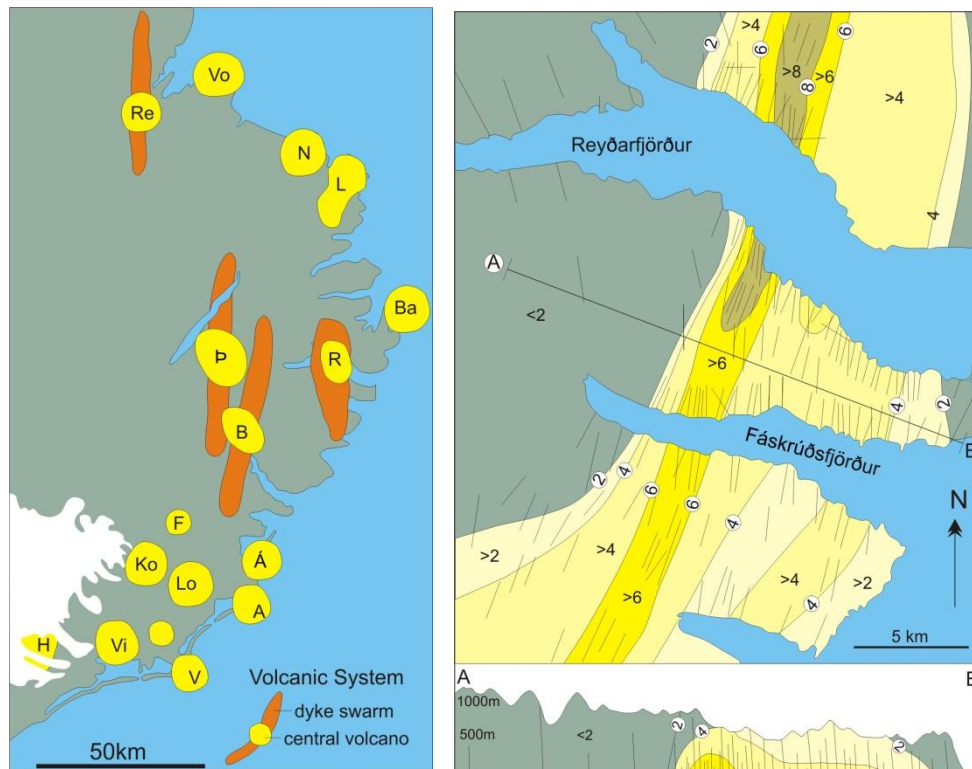 Vo
Re
N
L
Ba
Þ
R
B
F
Ko
Lo
Á
A
H
Vi
V
Volcanic System
dyke swarm
central volcano
50km
2
>4
6
6
>8
>6
8
>4
Reyðarfjörður
4
A
<2
>6
4
2
Fáskrúðsfjörður
2
4
6
6
4
N
>2
>4
>4
>2
4
>6
5 km
A
1000m
500m
<2
2
4
2